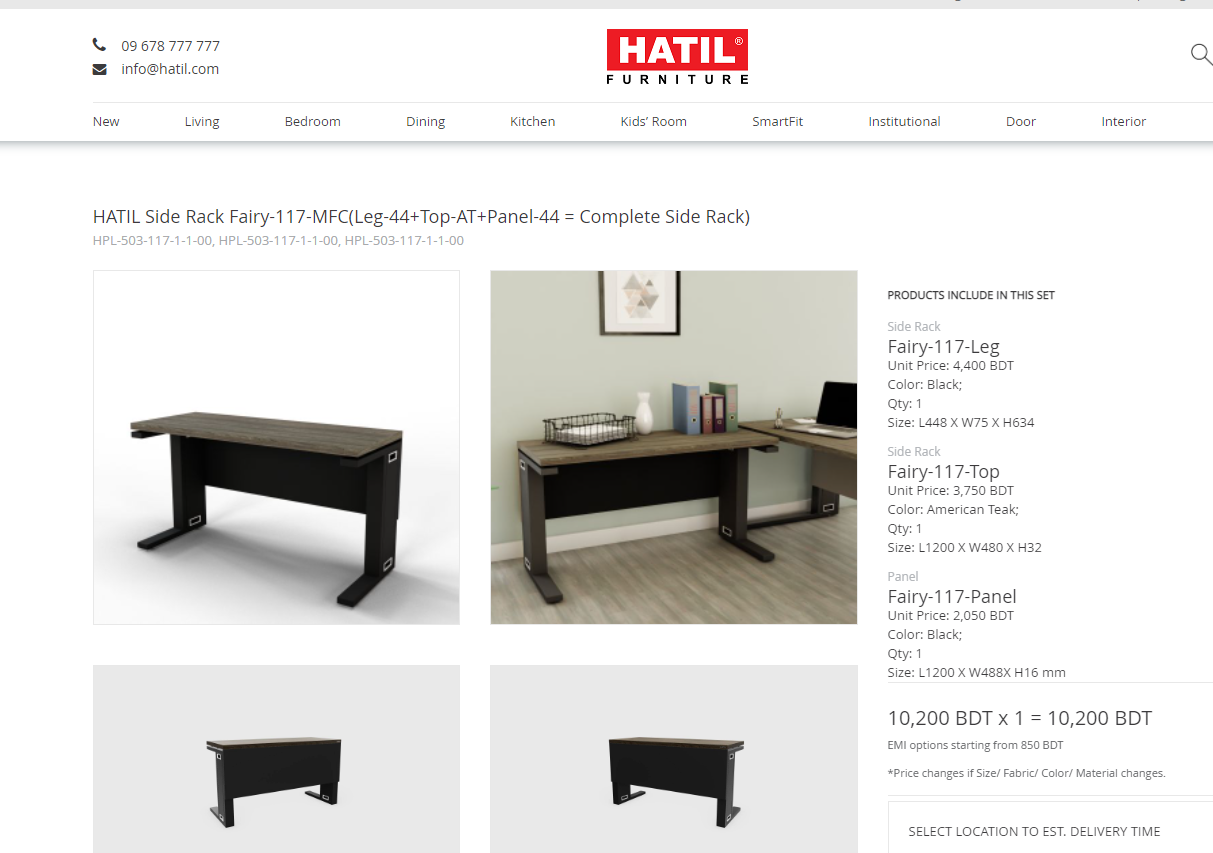 09 678 777 777
info@hatil.com
HATIL®
FURNITURE
New Living Bedroom Dining Kitchen Kids’ Room SmartFit Institutional Door Interior
HATIL Side Rack Fairy-117-MFC(Leg-44+Top-AT+Panel-44 = Complete Side Rack)
HPL-503-117-1-1-00, HPL-503-117-1-1-00, HPL-503-117-1-1-00
PRODUCTS INCLUDE IN THIS SET
Side Rack
Fairy-117-Leg
Unit Price: 4,400 BDT
Color: Black;
Qty: 1
Size: L448 X W75 X H634
Side Rack
Fairy-117-Top
Unit Price: 3,750 BDT
Color: American Teak;
Qty: 1
Size: L1200 X W480 X H32
Panel
Fairy-117-Panel
Unit Price: 2,050 BDT
Color: Black;
Qty: 1
Size: L1200 X W488X H16 mm
10,200 BDT x 1 = 10,200 BDT
EMI options starting from 850 BDT
*Price changes if Size/ Fabric/ Color/ Material changes.
SELECT LOCATION TO EST. DELIVERY TIME